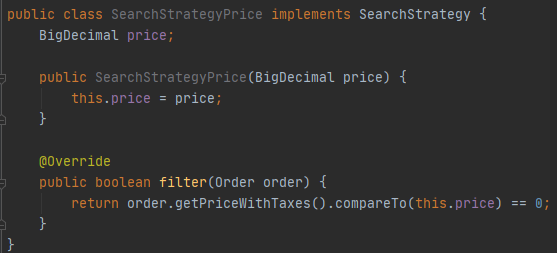 public class SearchStrategyPrice implements SearchStrategy {
    BigDecimal price;
    public SearchStrategyPrice(BigDecimal price) {
        this.price = price;
    }
    @Override
    public boolean filter(Order order) {
        return order.getPriceWithTaxes().compareTo(this.price) == 0;
    }
}